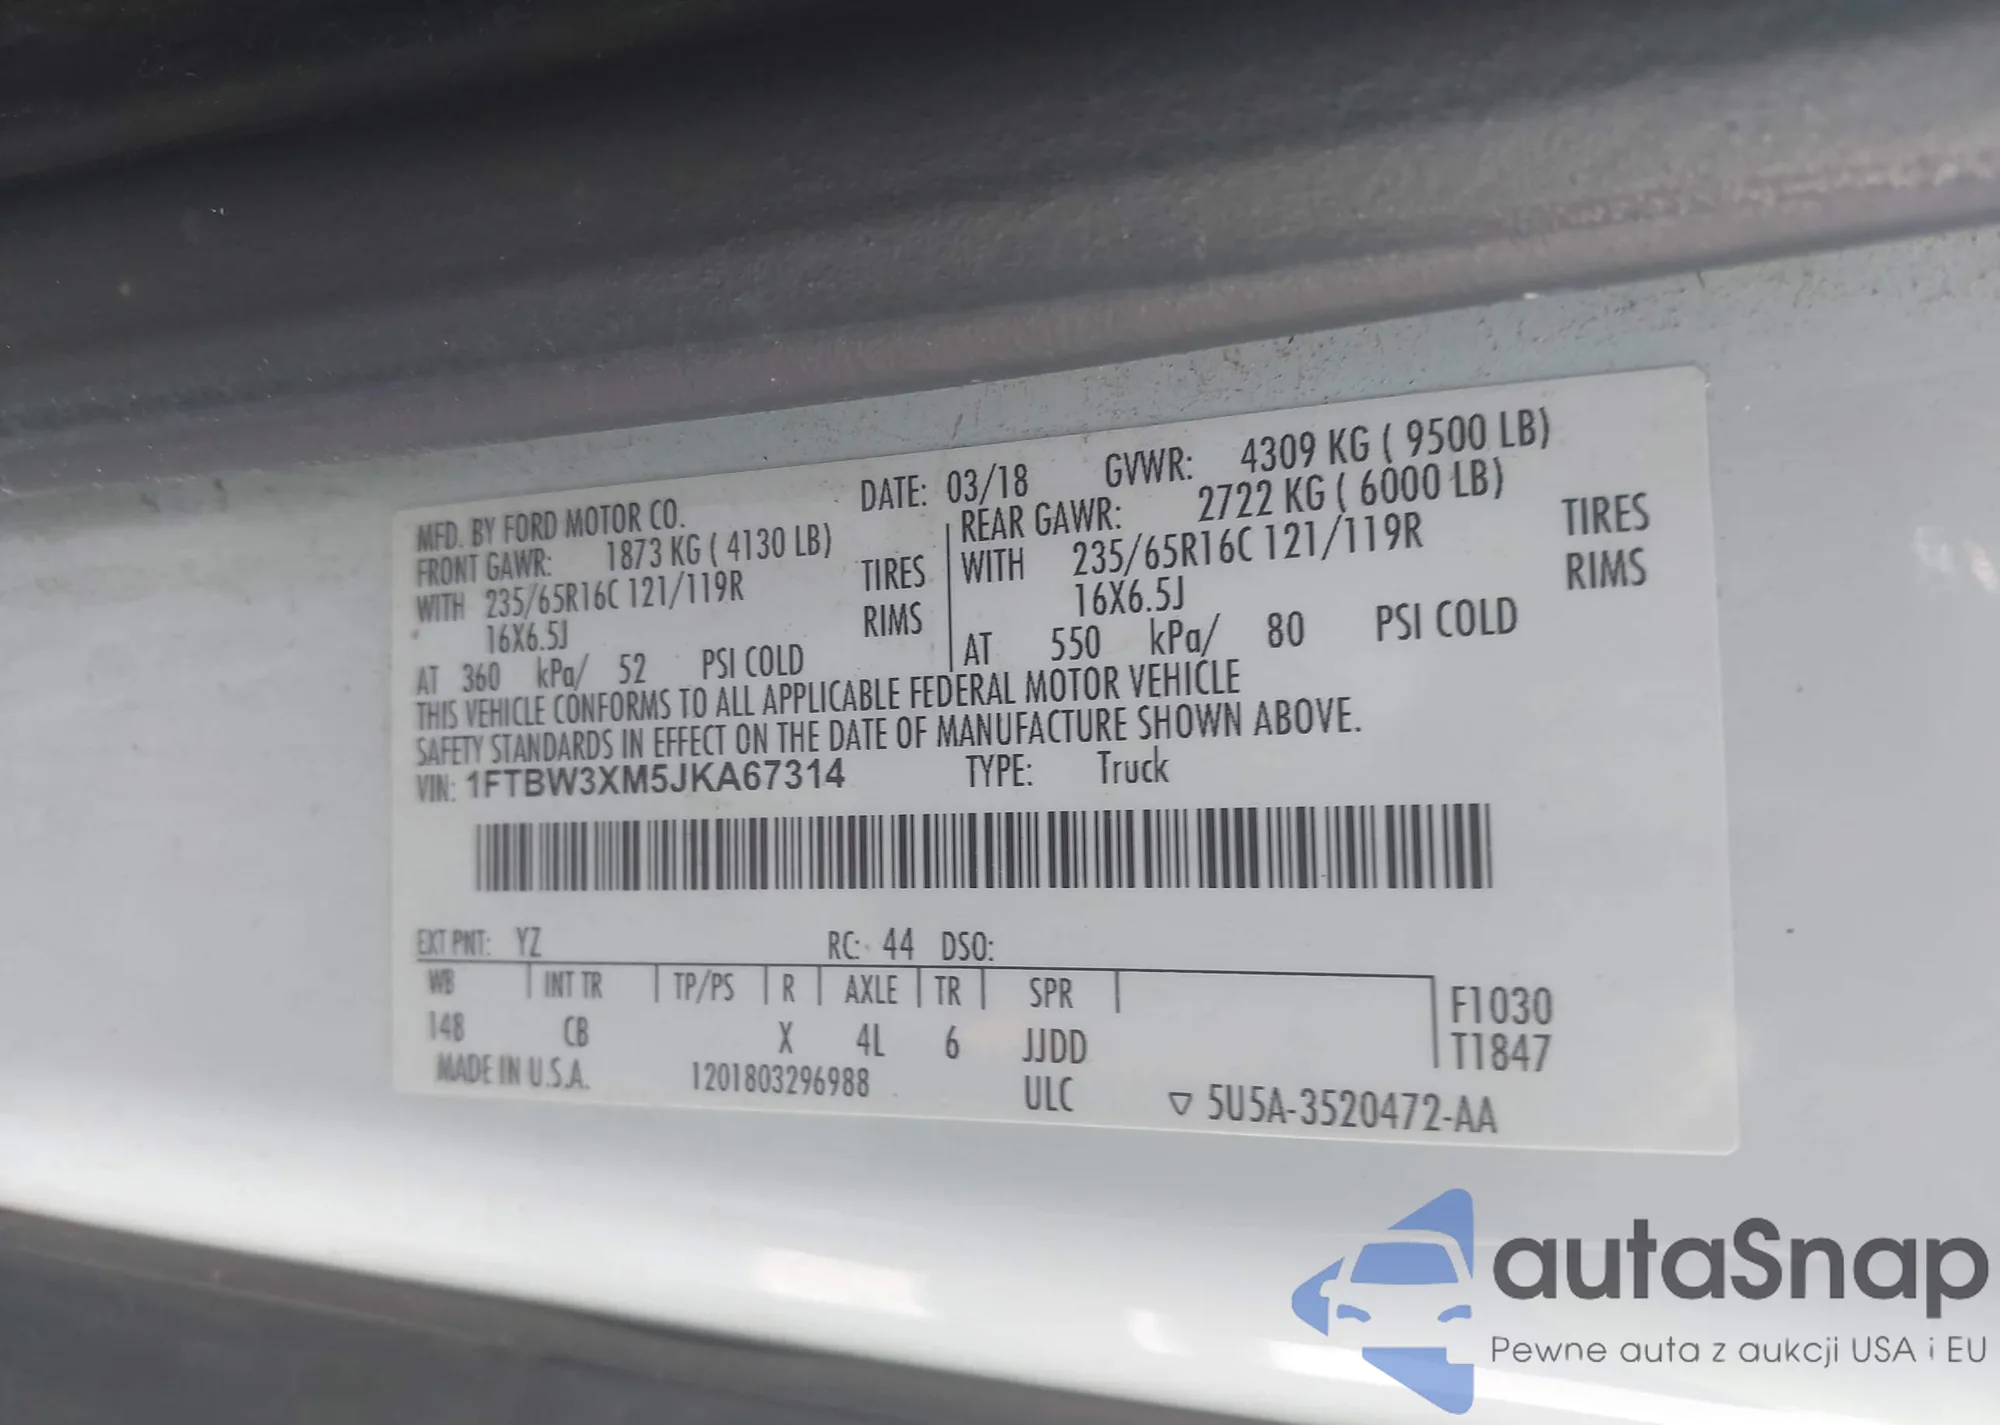 MFD. BY FORD MOTOR CO. DATE: 03/18 GVWR: 4309 KG ( 9500 LB)
FRONT GAWR: 1873 KG ( 4130 LB) REAR GAWR: 2722 KG ( 6000 LB)
WITH 235/65R16C 121/119R TIRES WITH 235/65R16C 121/119R TIRES
16X6.5J RIMS 16X6.5J RIMS
AT 360 kPa/ 52 PSI COLD AT 550 kPa/ 80 PSI COLD
THIS VEHICLE CONFORMS TO ALL APPLICABLE FEDERAL MOTOR VEHICLE
SAFETY STANDARDS IN EFFECT ON THE DATE OF MANUFACTURE SHOWN ABOVE.
VIN: 1FTBW3XM5JKA67314 TYPE: Truck
EXT PNT: YZ RC: 44 DSO:
WB INT TR TP/PS R AXLE TR SPR F1030
148 CB X 4L 6 JJDD T1847
MADE IN U.S.A. 1201803296988 ULC ▽ 5U5A-3520472-AA
autaSnap
Pewne auta z aukcji USA i EU